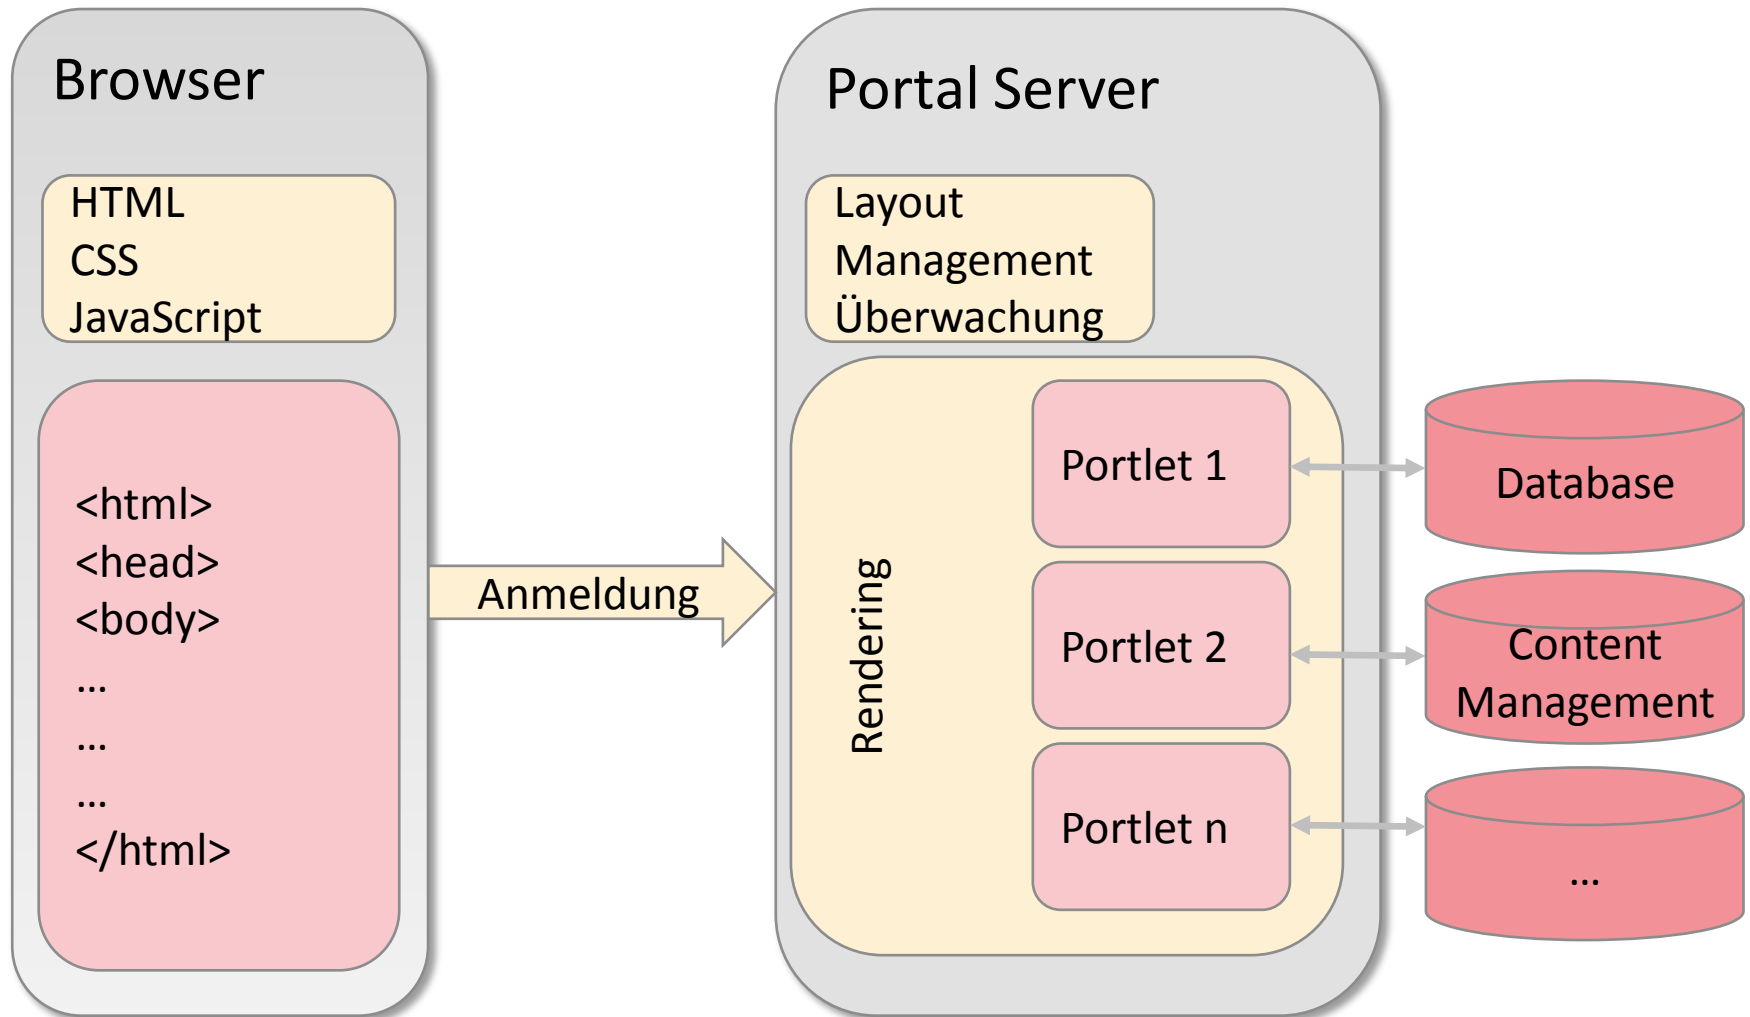 Browser
HTML
CSS
JavaScript
<html>
<head>
<body>
...
...
...
</html>
Anmeldung
Portal Server
Layout
Management
Überwachung
Rendering
Portlet 1
Portlet 2
Portlet n
Database
Content
Management
...